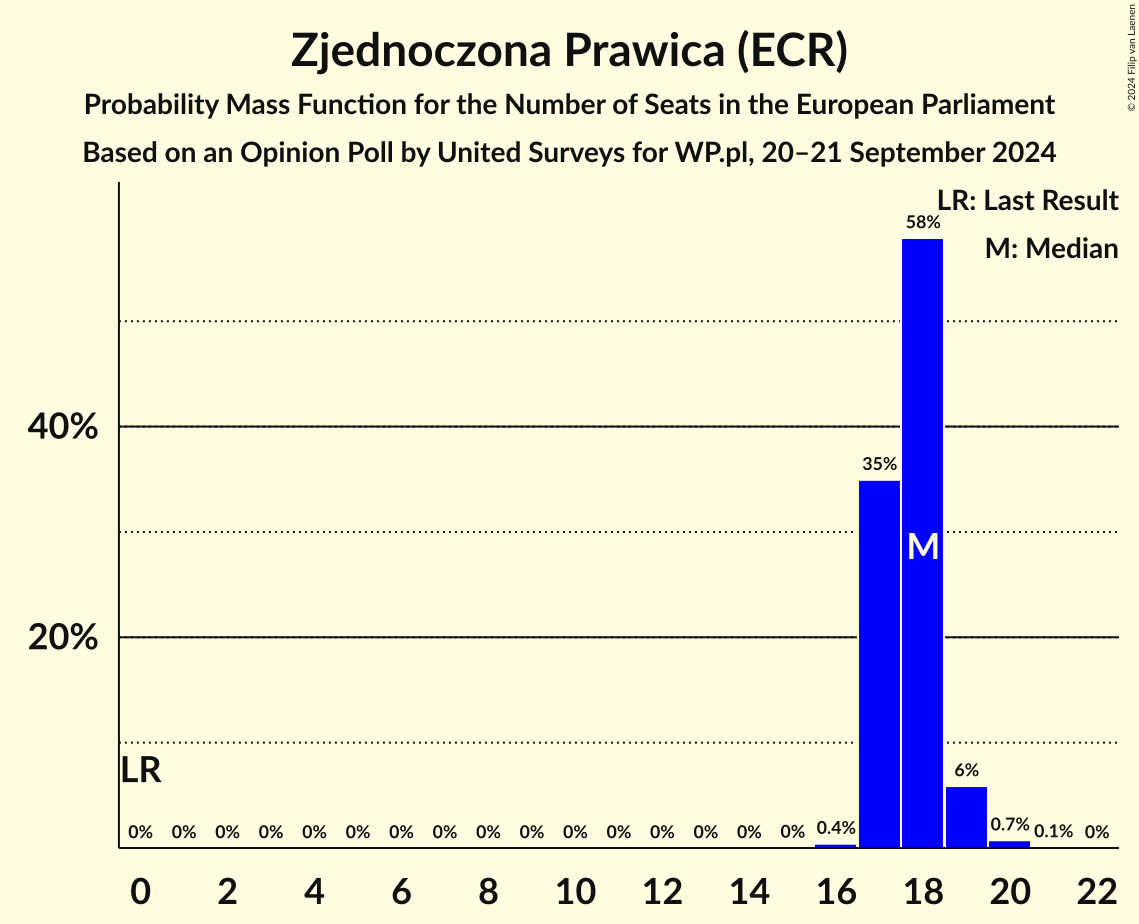 Zjednoczona Prawica (ECR)
Probability Mass Function for the Number of Seats in the European Parliament
Based on an Opinion Poll by United Surveys for WP.pl, 20–21 September 2024
© 2024 Filip van Laenen
LR: Last Result
M: Median
58%
40%
35%
M
20%
LR
6%
0% 0% 0% 0% 0% 0% 0% 0% 0% 0% 0% 0% 0% 0% 0% 0% 0.4% 0.7% 0.1% 0%
0 2 4 6 8 10 12 14 16 18 20 22